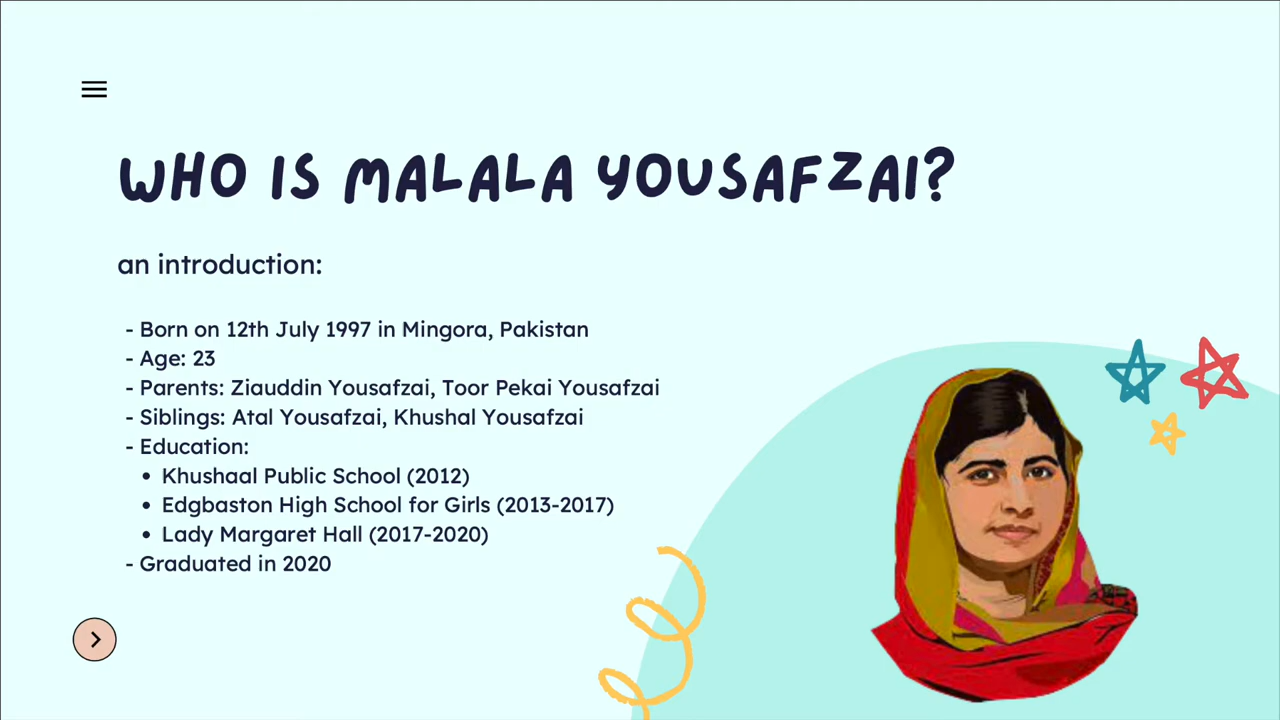 WHO IS MALALA YOUSAFZAI?
an introduction:
- Born on 12th July 1997 in Mingora, Pakistan
- Age: 23
- Parents: Ziauddin Yousafzai, Toor Pekai Yousafzai
- Siblings: Atal Yousafzai, Khushal Yousafzai
- Education:
• Khushaal Public School (2012)
• Edgbaston High School for Girls (2013-2017)
• Lady Margaret Hall (2017-2020)
- Graduated in 2020